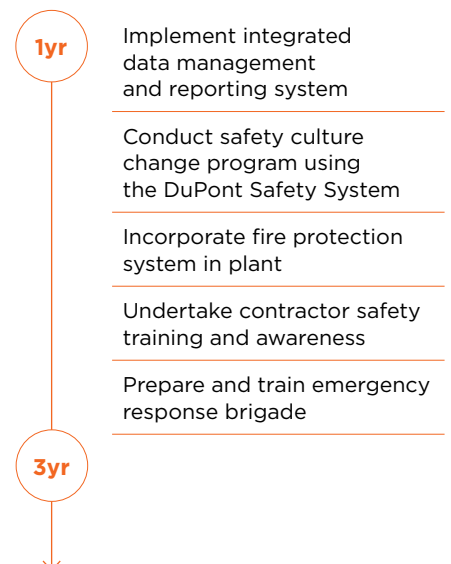 1yr
Implement integrated
data management
and reporting system
Conduct safety culture
change program using
the DuPont Safety System
Incorporate fire protection
system in plant
Undertake contractor safety
training and awareness
Prepare and train emergency
response brigade
3yr